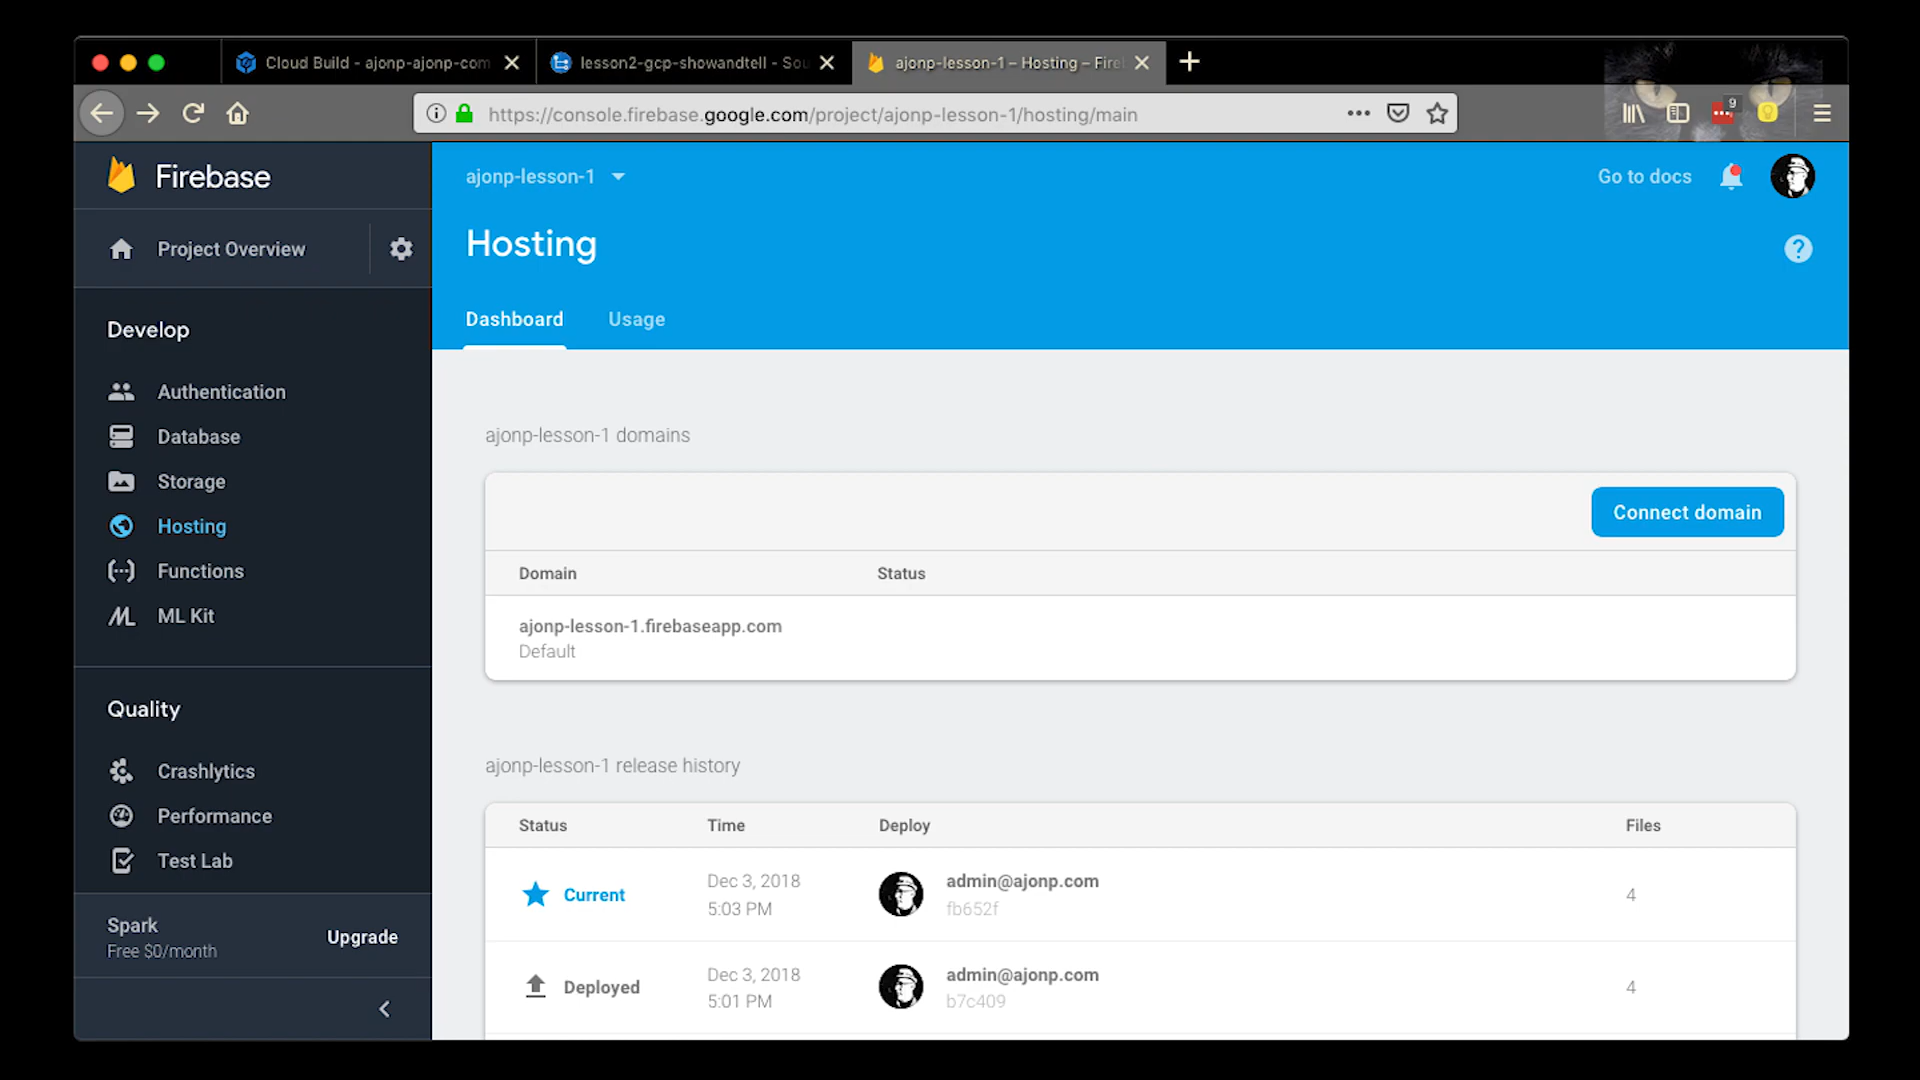 Cloud Build - ajonp-ajonp-com
lesson2-gcp-showandtell - Sou
ajonp-lesson-1 – Hosting – Fire
https://console.firebase.google.com/project/ajonp-lesson-1/hosting/main
9
Firebase
ajonp-lesson-1
Go to docs
Project Overview
Hosting
?
Dashboard
Usage
Develop
Authentication
Database
Storage
Hosting
Functions
ML Kit
Quality
Crashlytics
Performance
Test Lab
Spark
Free $0/month
Upgrade
ajonp-lesson-1 domains
Connect domain
Domain Status
ajonp-lesson-1.firebaseapp.com
Default
ajonp-lesson-1 release history
Status Time Deploy Files
Current Dec 3, 2018 admin@ajonp.com 4
5:03 PM fb652f
Deployed Dec 3, 2018 admin@ajonp.com 4
5:01 PM b7c409